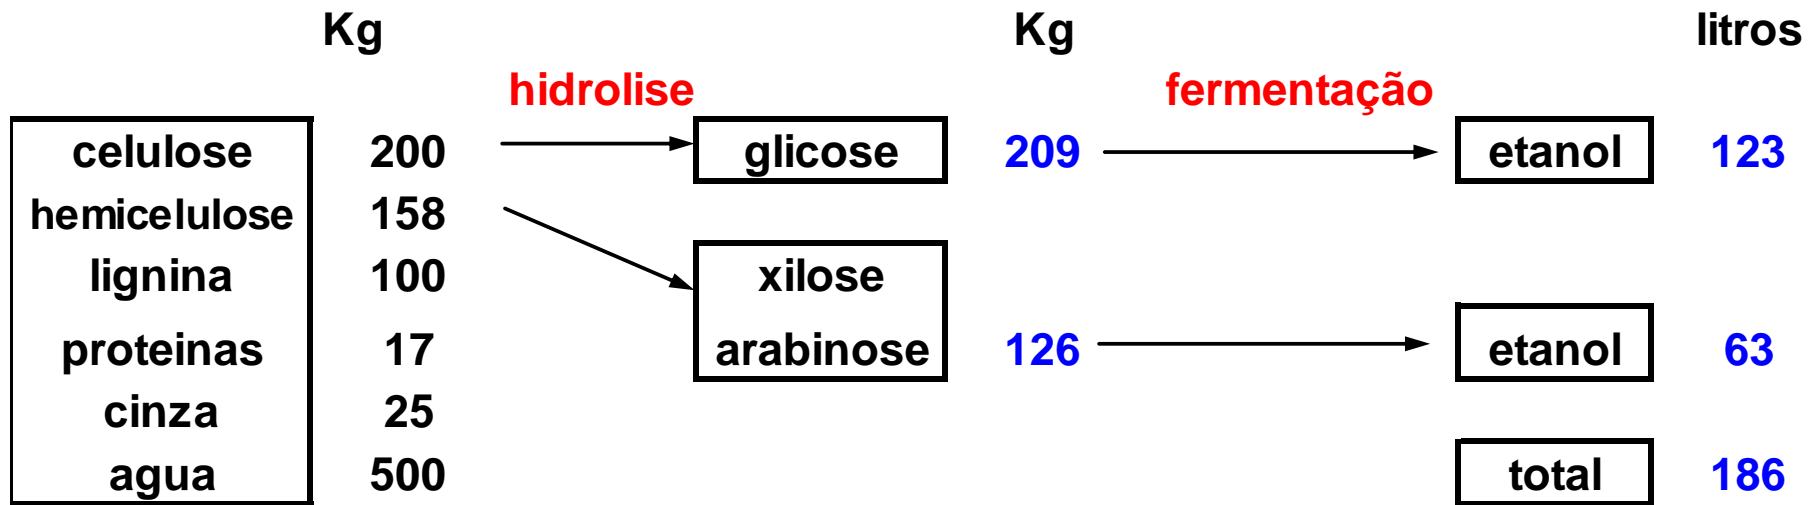 Kg Kg litros
hidrolise fermentação
celulose 200 glicose 209 etanol 123
hemicelulose 158
lignina 100 xilose
proteinas 17 arabinose 126 etanol 63
cinza 25
agua 500 total 186